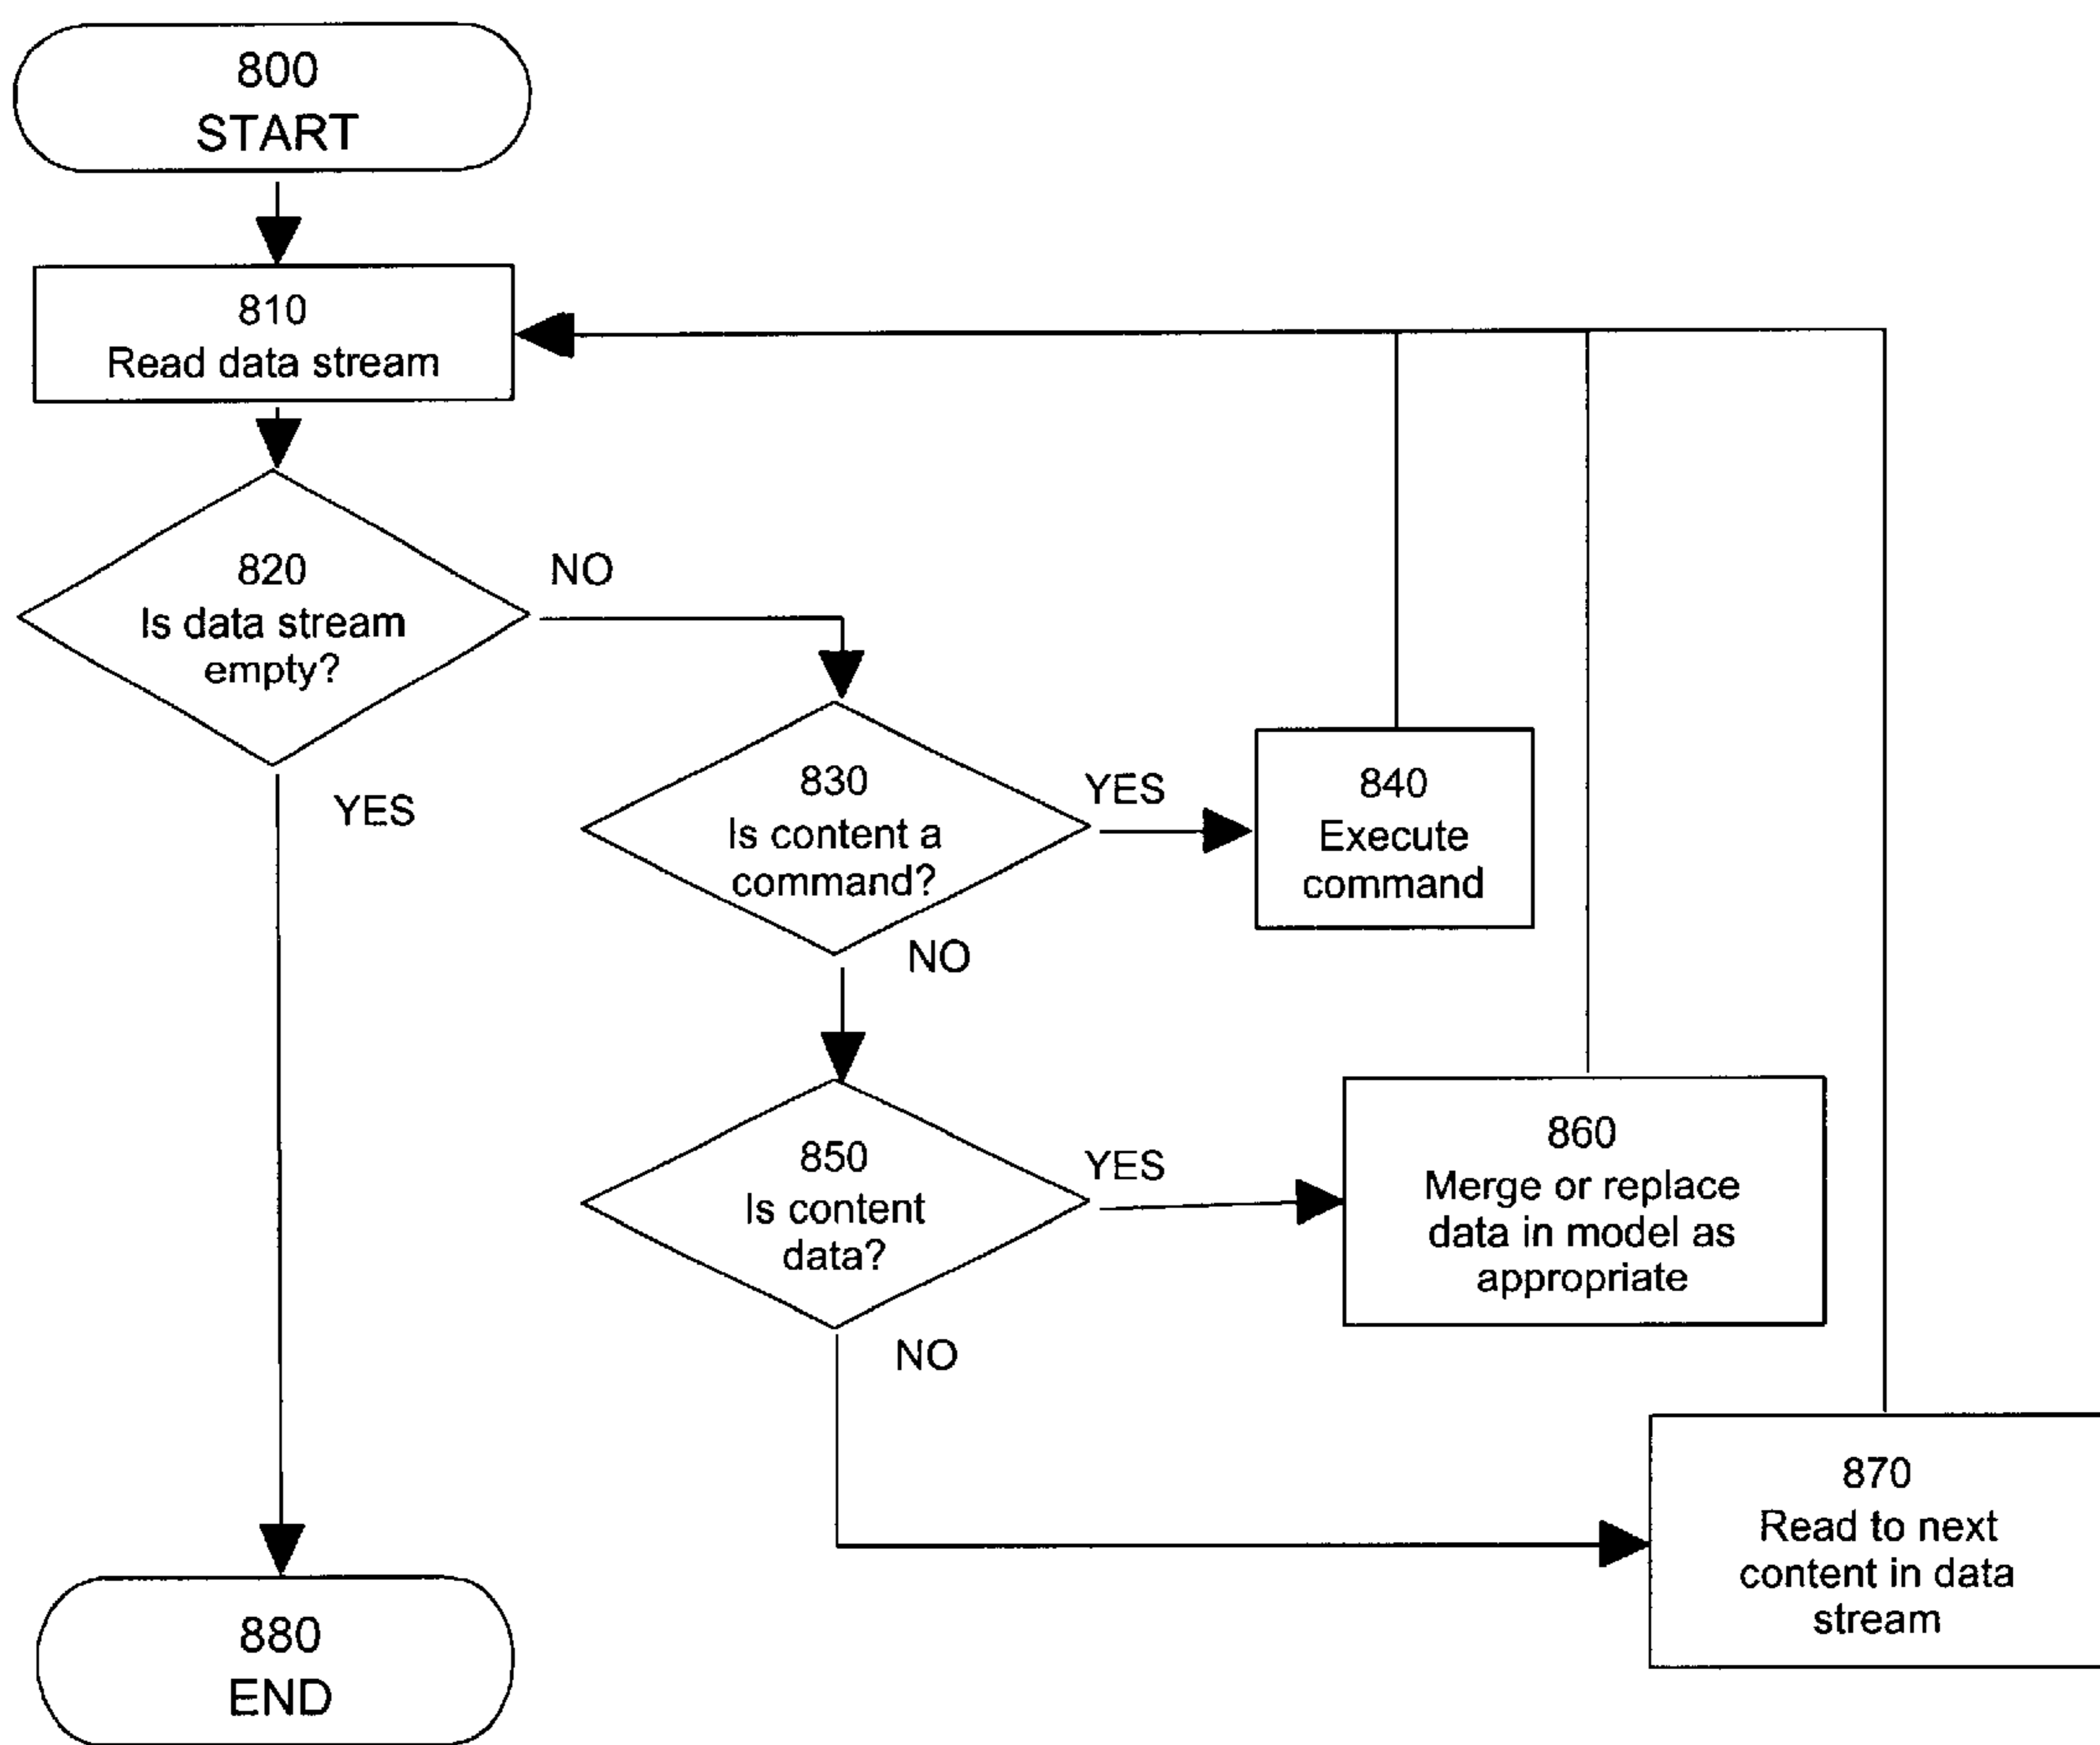 800
START
810
Read data stream
820
Is data stream
empty?
NO
YES
830
Is content a
command?
YES
NO
840
Execute
command
850
Is content
data?
YES
NO
860
Merge or replace
data in model as
appropriate
870
Read to next
content in data
stream
880
END